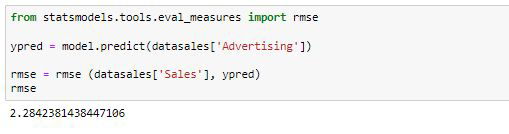 from statsmodels.tools.eval_measures import rmse
ypred = model.predict(datasales['Advertising'])
rmse = rmse (datasales['Sales'], ypred)
rmse
2.2842381438447106